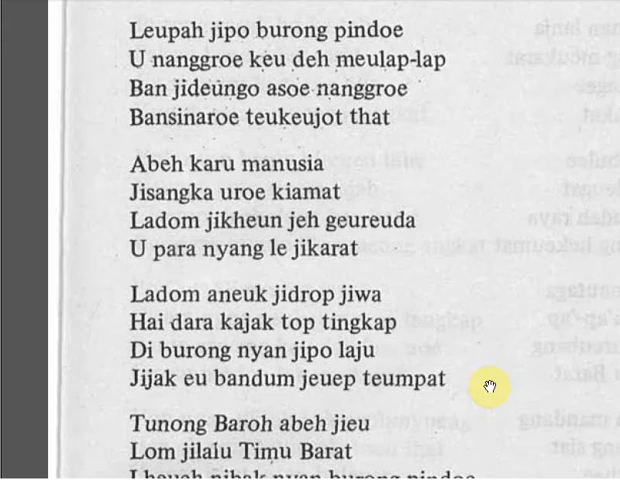 Leupah jipo burong pindoe
U nanggroe keu deh meulap-lap
Ban jideungo asoe nanggroe
Bansinaroe teukeujot that
Abeh karu manusia
Jisangka uroe kiamat
Ladom jikheun jeh geureuda
U para nyang le jikarat
Ladom aneuk jidrop jiwa
Hai dara kajak top tingkap
Di burong nyan jipo laju
Jijak eu bandum jeuep teumpat
Tunong Baroh abeh jieu
Lom jilalu Timu Barat